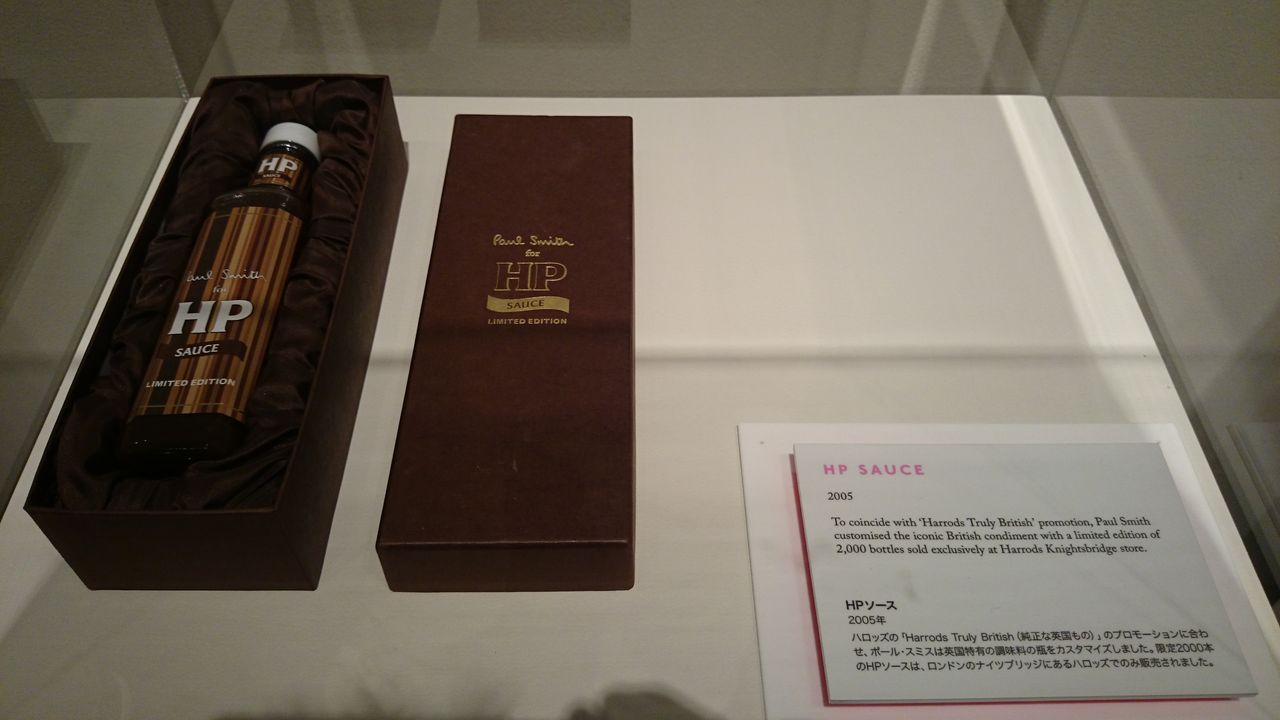 HP
SAUCE
Paul Smith
for
HP
SAUCE
LIMITED EDITION
Paul Smith
for
HP
SAUCE
LIMITED EDITION
HP SAUCE
2005
To coincide with ‘Harrods Truly British’ promotion, Paul Smith
customised the iconic British condiment with a limited edition of
2,000 bottles sold exclusively at Harrods Knightsbridge store.
HPソース
2005年
ハロッズの「Harrods Truly British（純正な英国もの）」のプロモーションに合わ
せ、ポール・スミスは英国特有の調味料の瓶をカスタマイズしました。限定2000本
のHPソースは、ロンドンのナイツブリッジにあるハロッズでのみ販売されました。